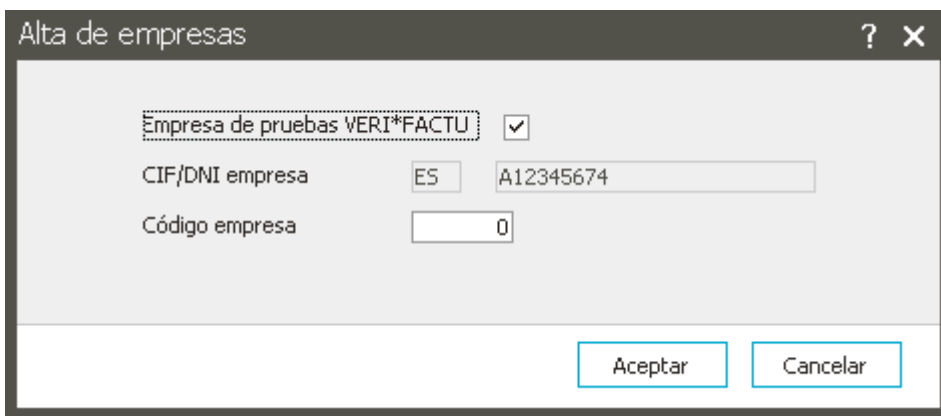 Alta de empresas ? ×
Empresa de pruebas VERI*FACTU
CIF/DNI empresa ES A12345674
Código empresa 0
Aceptar Cancelar